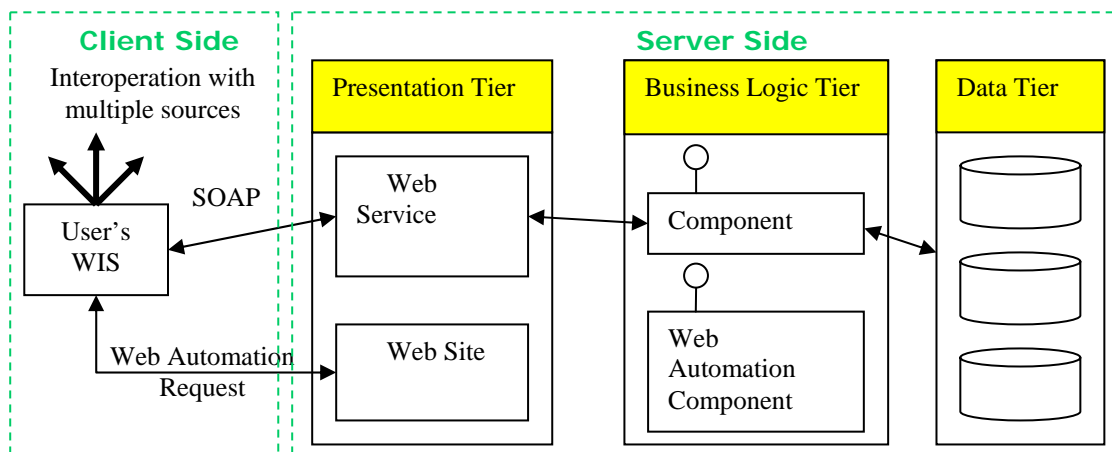 Client Side
Server Side
Interoperation with
multiple sources
Presentation Tier
Business Logic Tier
Data Tier
SOAP
Web
Service
Component
User's
WIS
Web Automation
Request
Web Site
Web
Automation
Component